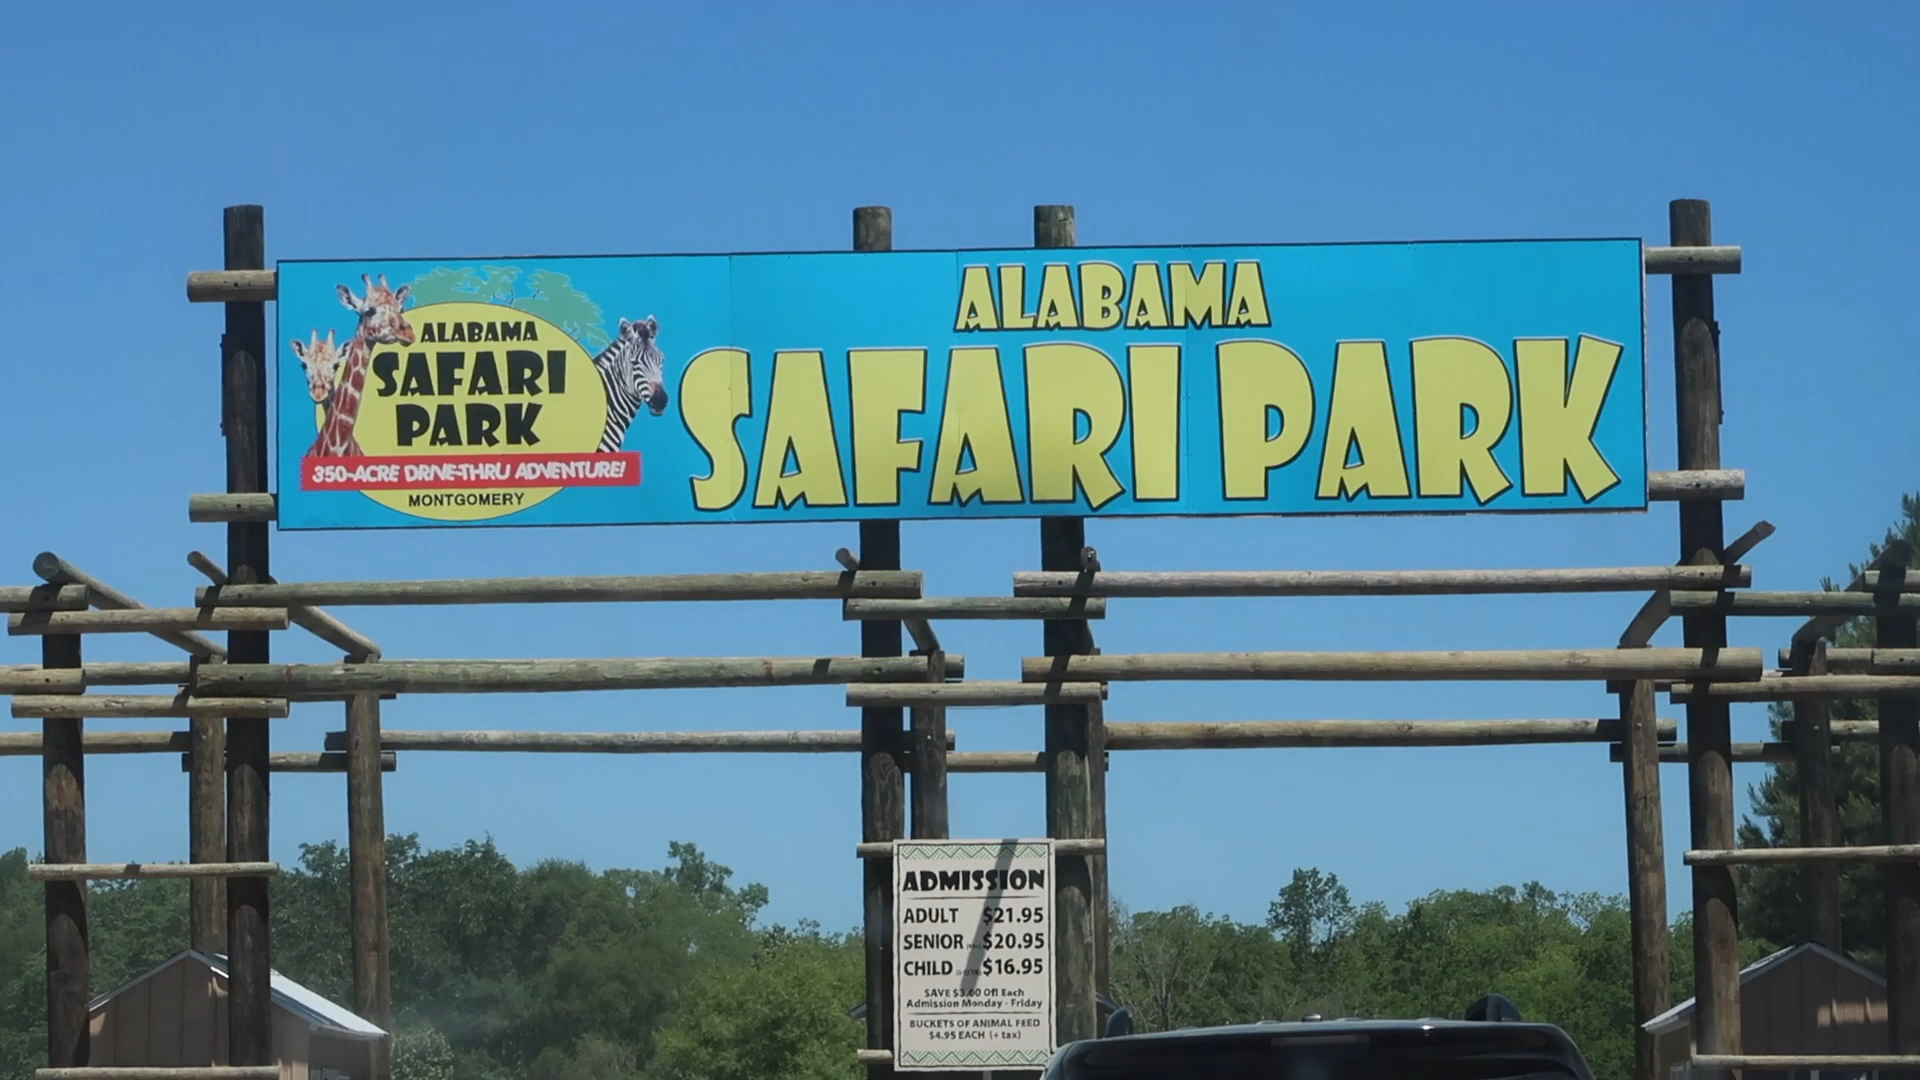 ALABAMA
SAFARI
PARK
350-ACRE DRIVE-THRU ADVENTURE!
MONTGOMERY
ALABAMA
SAFARI PARK
ADMISSION
ADULT $21.95
SENIOR $20.95
CHILD $16.95
SAVE $3.00 Off Each
Admission Monday - Friday
BUCKETS OF ANIMAL FEED
$4.95 EACH (+ tax)